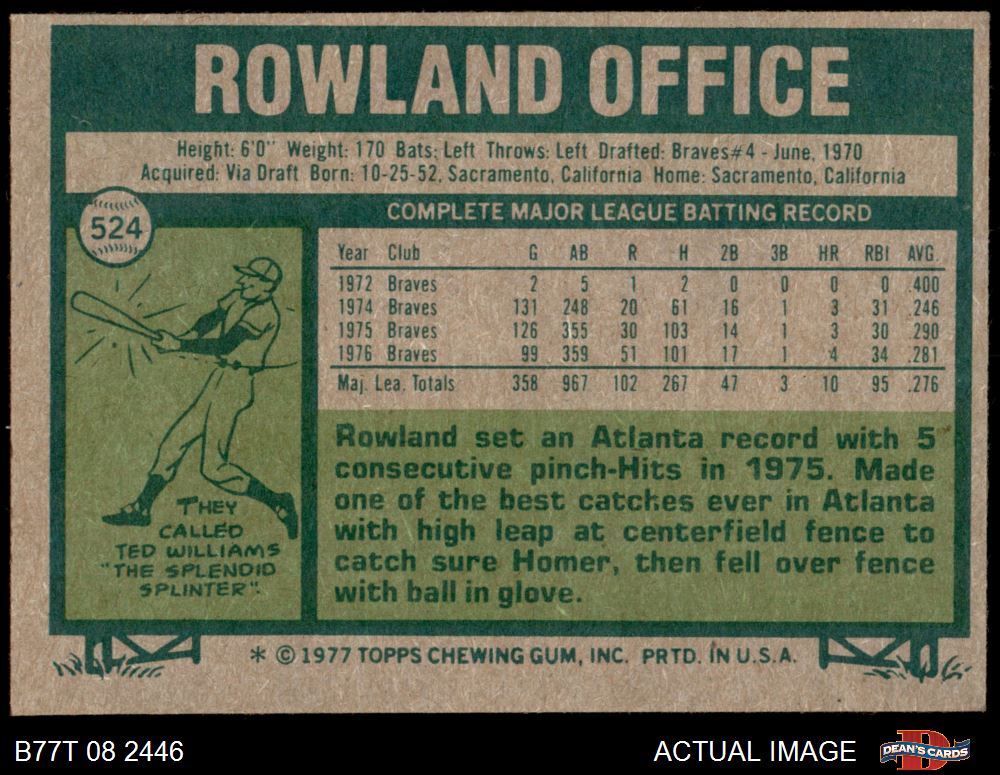 ROWLAND OFFICE
Height: 6'0" Weight: 170 Bats: Left Throws: Left Drafted: Braves#4 - June, 1970
Acquired: Via Draft Born: 10-25-52, Sacramento, California Home: Sacramento, California
524
COMPLETE MAJOR LEAGUE BATTING RECORD
Year Club G AB R H 2B 3B HR RBI AVG.
1972 Braves 2 5 1 2 0 0 0 0 .400
1974 Braves 131 248 20 61 16 1 3 31 .246
1975 Braves 126 355 30 103 14 1 3 30 .290
1976 Braves 99 359 51 101 17 1 4 34 .281
Maj. Lea. Totals 358 967 102 267 47 3 10 95 .276
THEY
CALLED
TED WILLIAMS
"THE SPLENDID
SPLINTER".
Rowland set an Atlanta record with 5
consecutive pinch-Hits in 1975. Made
one of the best catches ever in Atlanta
with high leap at centerfield fence to
catch sure Homer, then fell over fence
with ball in glove.
* © 1977 TOPPS CHEWING GUM, INC. PRTD. IN U.S.A.
B77T 08 2446
ACTUAL IMAGE
DEAN'S CARDS